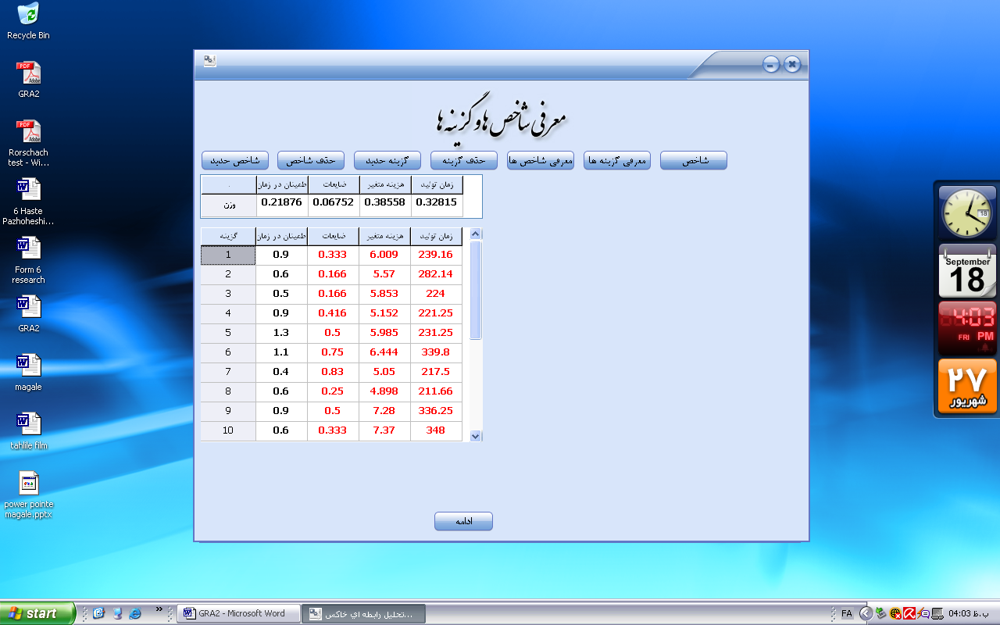 Recycle Bin
GRA2
Rorschach
test - Wi...
6 Haste
Pazhoheshi...
Form 6
research
GRA2
magale
tahlile film
power pointe
magale.pptx
معرفی شاخص ها و گزینه ها
شاخص جدید حذف شاخص گزینه جدید حذف گزینه معرفی شاخص ها معرفی گزینه ها شاخص
. طمینان در زمان ضایعات هزینه متغیر زمان تولید
وزن 0.21876 0.06752 0.38558 0.32815
گزینه طمینان در زمان ضایعات هزینه متغیر زمان تولید
1 0.9 0.333 6.009 239.16
2 0.6 0.166 5.57 282.14
3 0.5 0.166 5.853 224
4 0.9 0.416 5.152 221.25
5 1.3 0.5 5.985 231.25
6 1.1 0.75 6.444 339.8
7 0.4 0.83 5.05 217.5
8 0.6 0.25 4.898 211.66
9 0.9 0.5 7.28 336.25
10 0.6 0.333 7.37 348
ادامه
18
September
18
4:03
FRI PM
۲۷
شهریور
start
GRA2 - Microsoft Word
تحلیل رابطه ای خاکس...
FA
04:03 ب.ظ